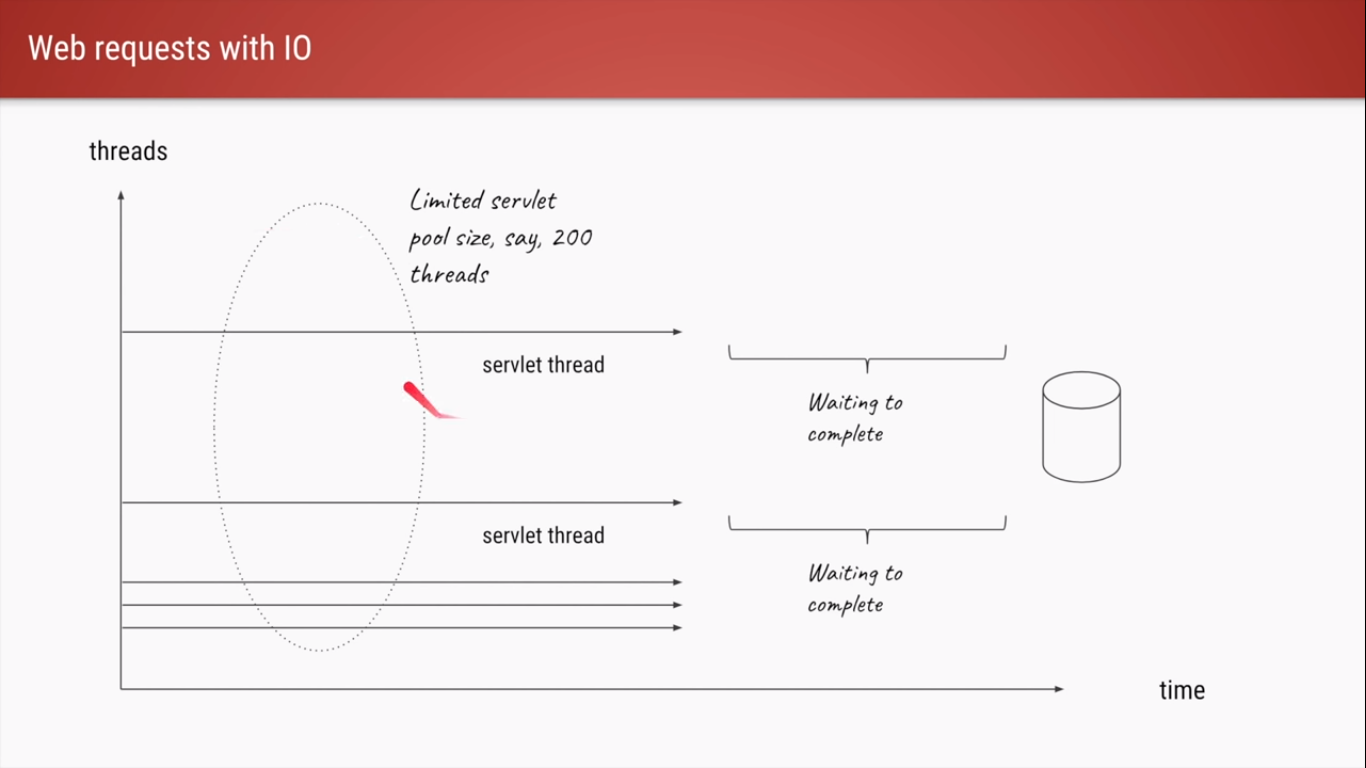 Web requests with IO
threads
Limited servlet
pool size, say, 200
threads
servlet thread
Waiting to
complete
servlet thread
Waiting to
complete
time